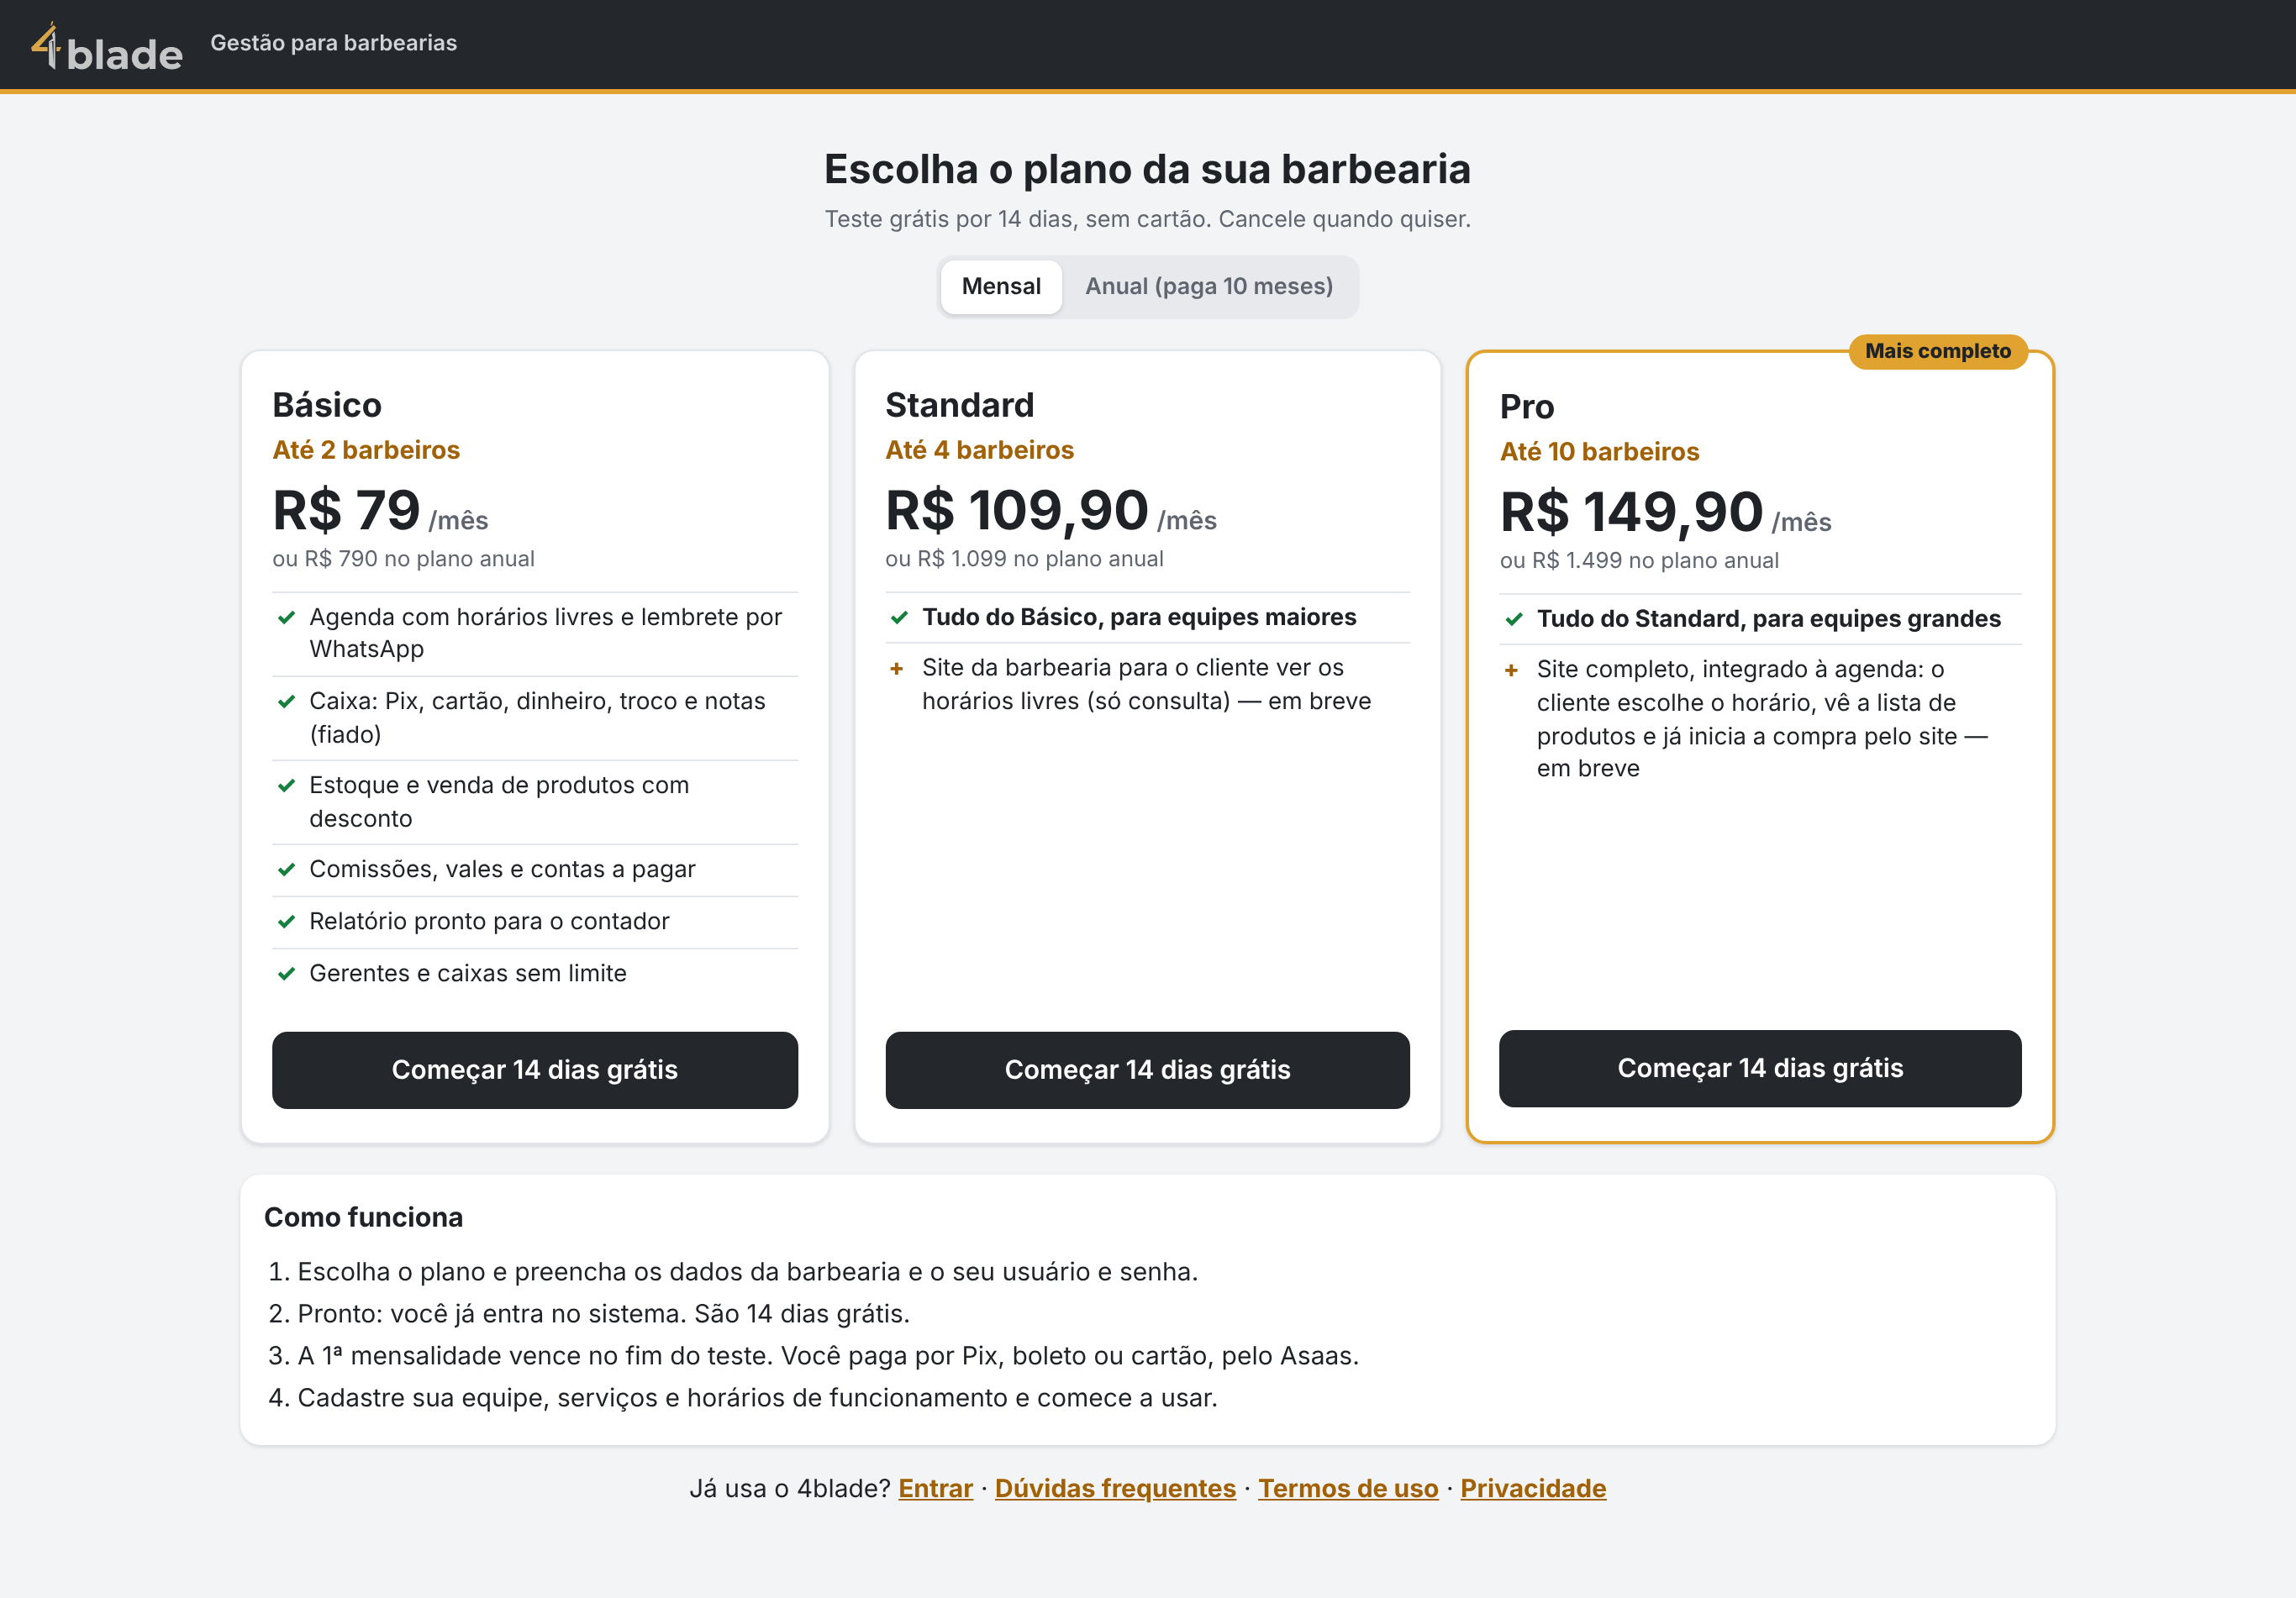 4blade
Gestão para barbearias
Escolha o plano da sua barbearia
Teste grátis por 14 dias, sem cartão. Cancele quando quiser.
Mensal
Anual (paga 10 meses)
Básico
Até 2 barbeiros
R$ 79 /mês
ou R$ 790 no plano anual
✓ Agenda com horários livres e lembrete por
WhatsApp
✓ Caixa: Pix, cartão, dinheiro, troco e notas
(fiado)
✓ Estoque e venda de produtos com
desconto
✓ Comissões, vales e contas a pagar
✓ Relatório pronto para o contador
✓ Gerentes e caixas sem limite
Começar 14 dias grátis
Standard
Até 4 barbeiros
R$ 109,90 /mês
ou R$ 1.099 no plano anual
✓ Tudo do Básico, para equipes maiores
+ Site da barbearia para o cliente ver os
horários livres (só consulta) — em breve
Começar 14 dias grátis
Mais completo
Pro
Até 10 barbeiros
R$ 149,90 /mês
ou R$ 1.499 no plano anual
✓ Tudo do Standard, para equipes grandes
+ Site completo, integrado à agenda: o
cliente escolhe o horário, vê a lista de
produtos e já inicia a compra pelo site —
em breve
Começar 14 dias grátis
Como funciona
1. Escolha o plano e preencha os dados da barbearia e o seu usuário e senha.
2. Pronto: você já entra no sistema. São 14 dias grátis.
3. A 1ª mensalidade vence no fim do teste. Você paga por Pix, boleto ou cartão, pelo Asaas.
4. Cadastre sua equipe, serviços e horários de funcionamento e comece a usar.
Já usa o 4blade? Entrar · Dúvidas frequentes · Termos de uso · Privacidade